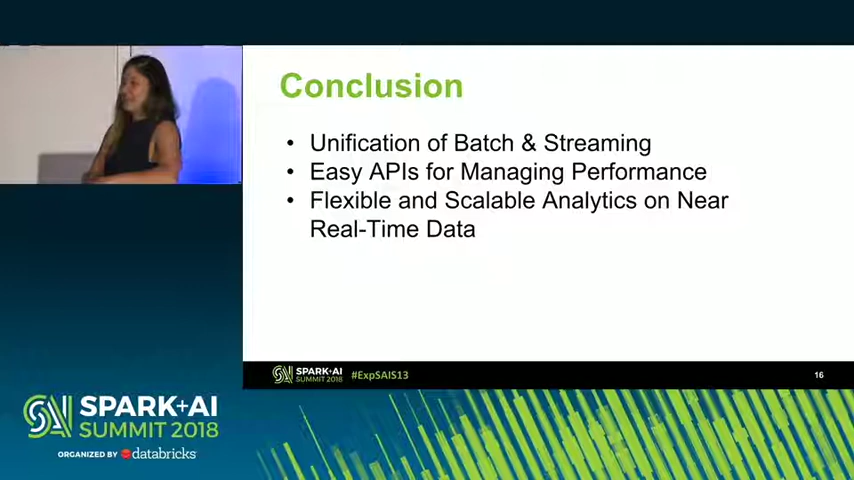 Conclusion
• Unification of Batch & Streaming
• Easy APIs for Managing Performance
• Flexible and Scalable Analytics on Near
Real-Time Data
SPARK+AI
SUMMIT 2018
#ExpSAIS13
16
SPARK+AI
SUMMIT 2018
ORGANIZED BY databricks